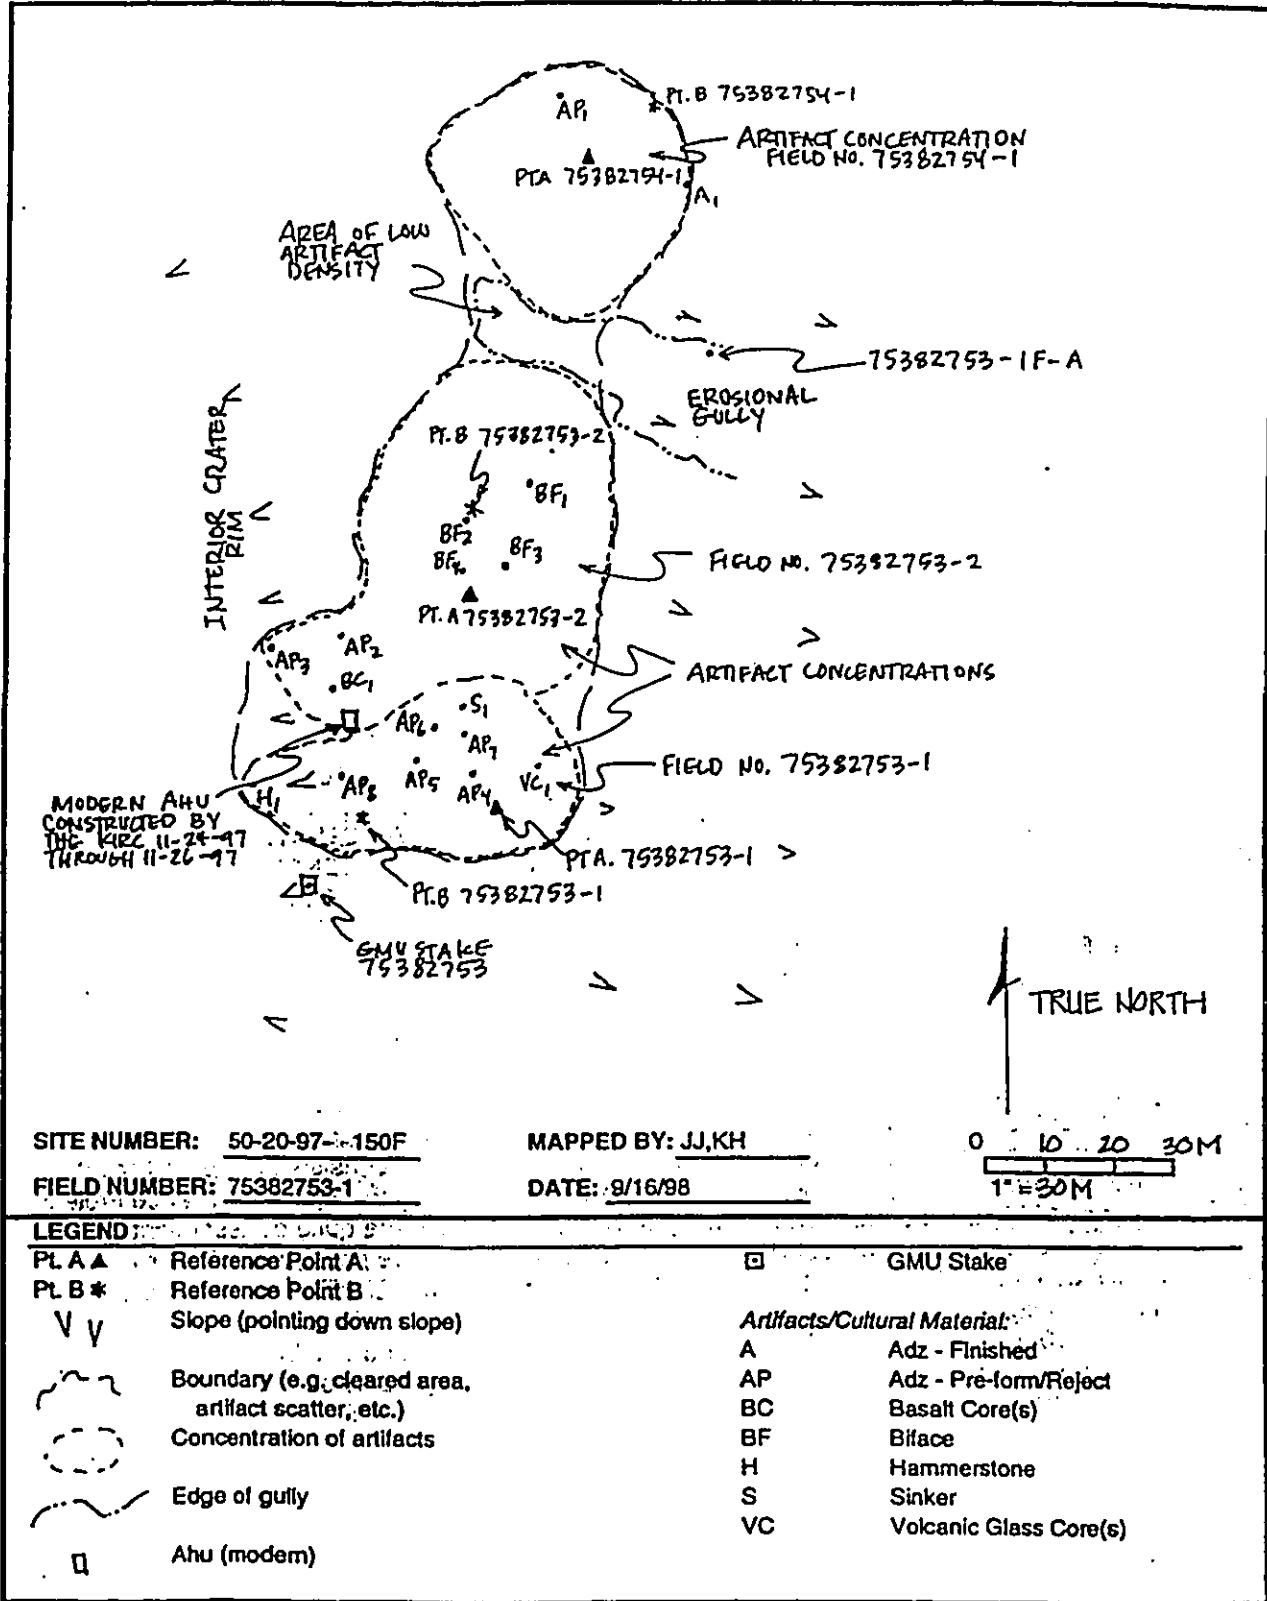 AP1
Pt. B 75382754-1
ARTIFACT CONCENTRATION
FIELD NO. 75382754-1
PTA 75382754-1
A1
AREA OF LOW
ARTIFACT
DENSITY
75382753-1F-A
EROSIONAL
GULLY
INTERIOR CRATER
RIM
PT. B 75382753-2
BF1
BF2
BF3
BF4
FIELD NO. 75382753-2
PT. A 75382753-2
AP2
AP3
BC1
ARTIFACT CONCENTRATIONS
S1
AP6
AP7
FIELD NO. 75382753-1
AP5
VC1
AP8
AP4
H1
MODERN AHU
CONSTRUCTED BY
THE KIRC 11-24-97
THROUGH 11-26-97
PTA. 75382753-1
PT.B 75382753-1
GMU STAKE
75382753
TRUE NORTH
SITE NUMBER: 50-20-97- 150F
MAPPED BY: JJ,KH
0 10 20 30M
FIELD NUMBER: 75382753-1
DATE: 9/16/98
1" = 30M
LEGEND:
Pt. A ▲ Reference Point A
Pt. B * Reference Point B
Slope (pointing down slope)
Boundary (e.g. cleared area,
artifact scatter, etc.)
Concentration of artifacts
Edge of gully
Ahu (modern)
GMU Stake
Artifacts/Cultural Material:
A Adz - Finished
AP Adz - Pre-form/Reject
BC Basalt Core(s)
BF Biface
H Hammerstone
S Sinker
VC Volcanic Glass Core(s)